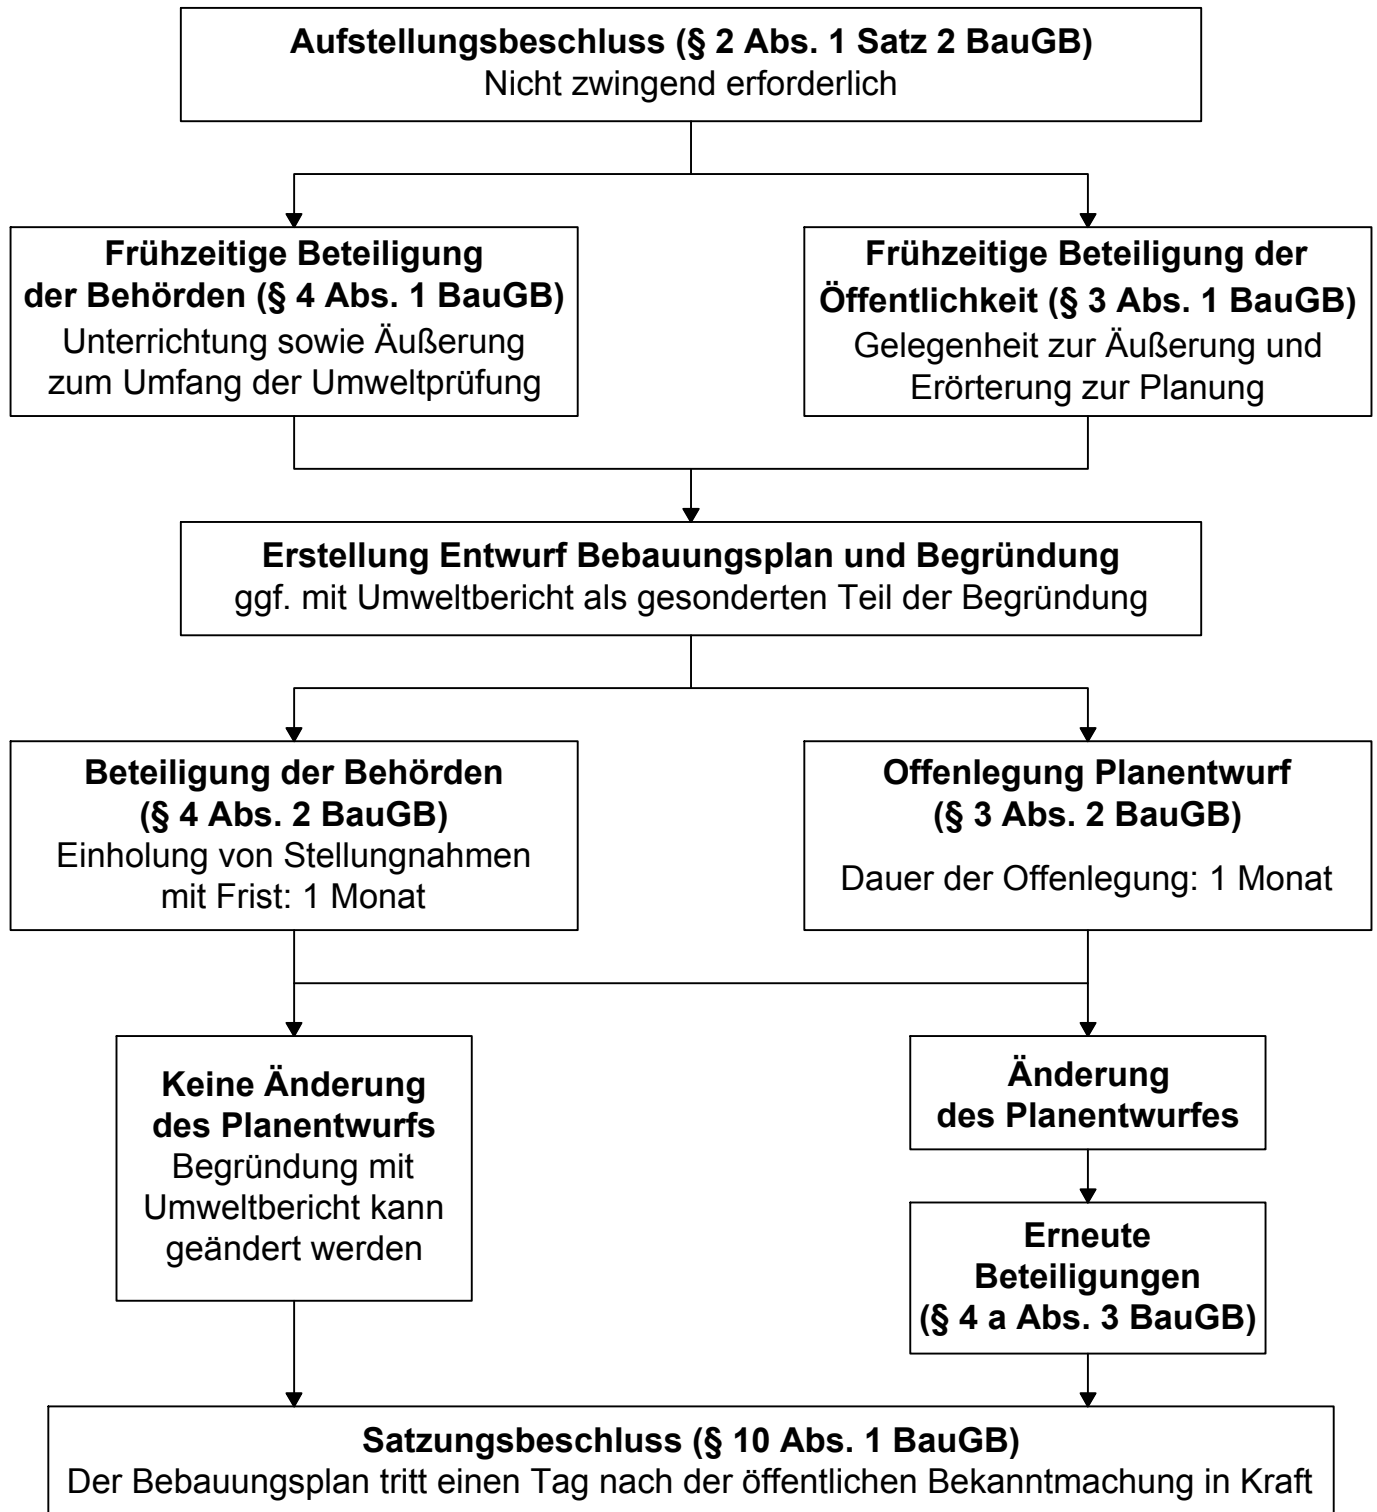 Aufstellungsbeschluss (§ 2 Abs. 1 Satz 2 BauGB)
Nicht zwingend erforderlich
Frühzeitige Beteiligung
der Behörden (§ 4 Abs. 1 BauGB)
Unterrichtung sowie Äußerung
zum Umfang der Umweltprüfung
Frühzeitige Beteiligung der
Öffentlichkeit (§ 3 Abs. 1 BauGB)
Gelegenheit zur Äußerung und
Erörterung zur Planung
Erstellung Entwurf Bebauungsplan und Begründung
ggf. mit Umweltbericht als gesonderten Teil der Begründung
Beteiligung der Behörden
(§ 4 Abs. 2 BauGB)
Einholung von Stellungnahmen
mit Frist: 1 Monat
Offenlegung Planentwurf
(§ 3 Abs. 2 BauGB)
Dauer der Offenlegung: 1 Monat
Keine Änderung
des Planentwurfs
Begründung mit
Umweltbericht kann
geändert werden
Änderung
des Planentwurfes
Erneute
Beteiligungen
(§ 4 a Abs. 3 BauGB)
Satzungsbeschluss (§ 10 Abs. 1 BauGB)
Der Bebauungsplan tritt einen Tag nach der öffentlichen Bekanntmachung in Kraft